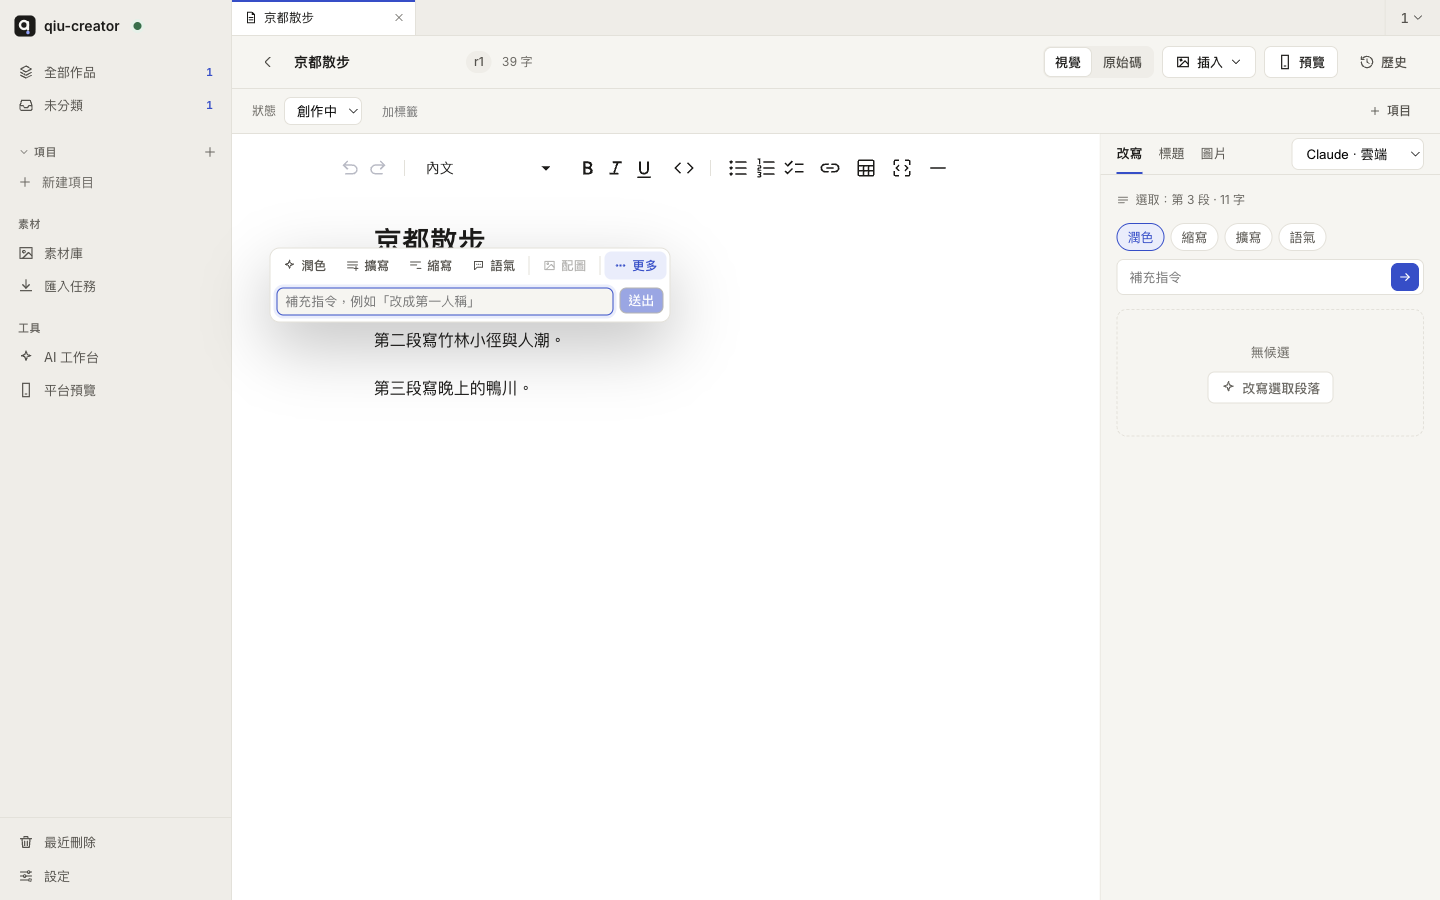 qiu-creator
京都散步
1
全部作品 1
未分類 1
項目
新建項目
素材
素材庫
匯入任務
工具
AI 工作台
平台預覽
最近刪除
設定
京都散步 r1 39 字
視覺 原始碼 插入 預覽 歷史
狀態 創作中 加標籤
項目
內文 B I U
京都散步
潤色 擴寫 縮寫 語氣 配圖 更多
補充指令，例如「改成第一人稱」 送出
第二段寫竹林小徑與人潮。
第三段寫晚上的鴨川。
改寫 標題 圖片 Claude · 雲端
選取：第 3 段 · 11 字
潤色 縮寫 擴寫 語氣
補充指令
無候選
改寫選取段落